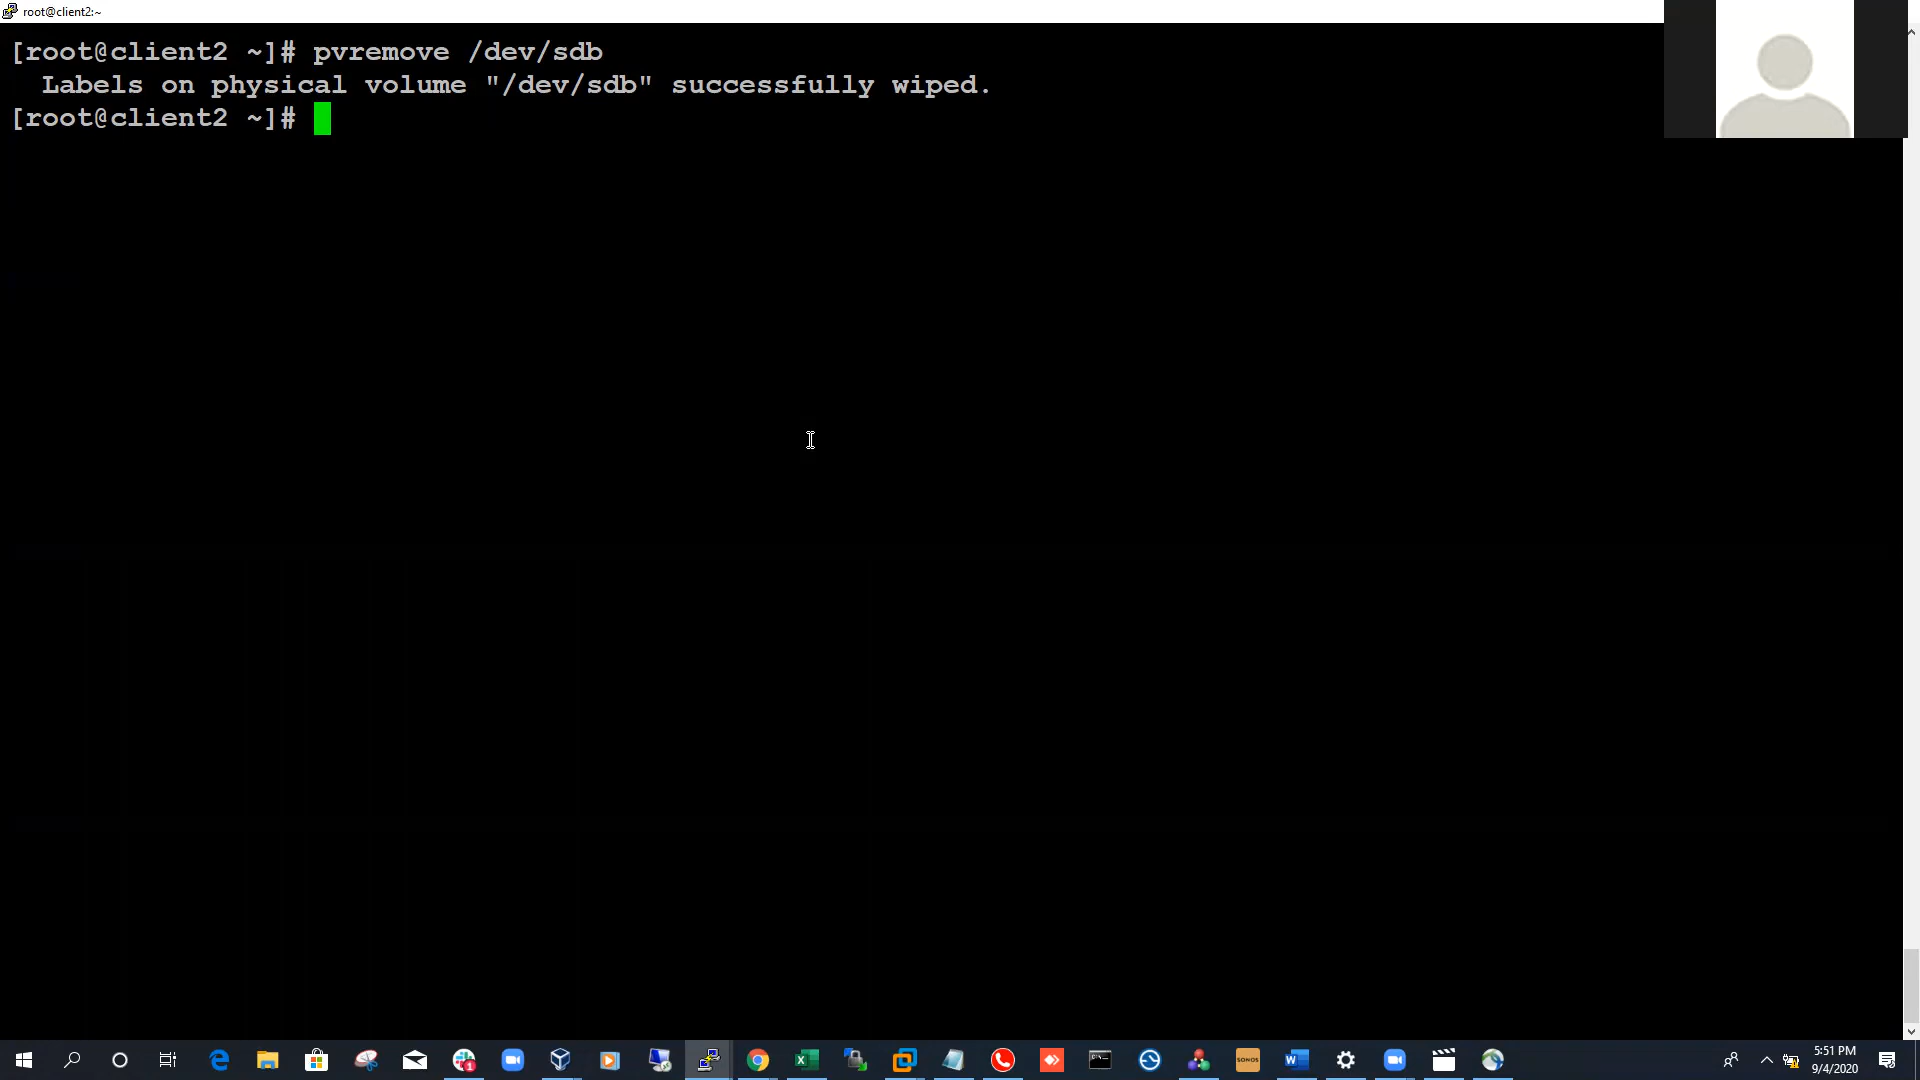 root@client2:~
[root@client2 ~]# pvremove /dev/sdb
  Labels on physical volume "/dev/sdb" successfully wiped.
[root@client2 ~]#
SONOS
5:51 PM
9/4/2020